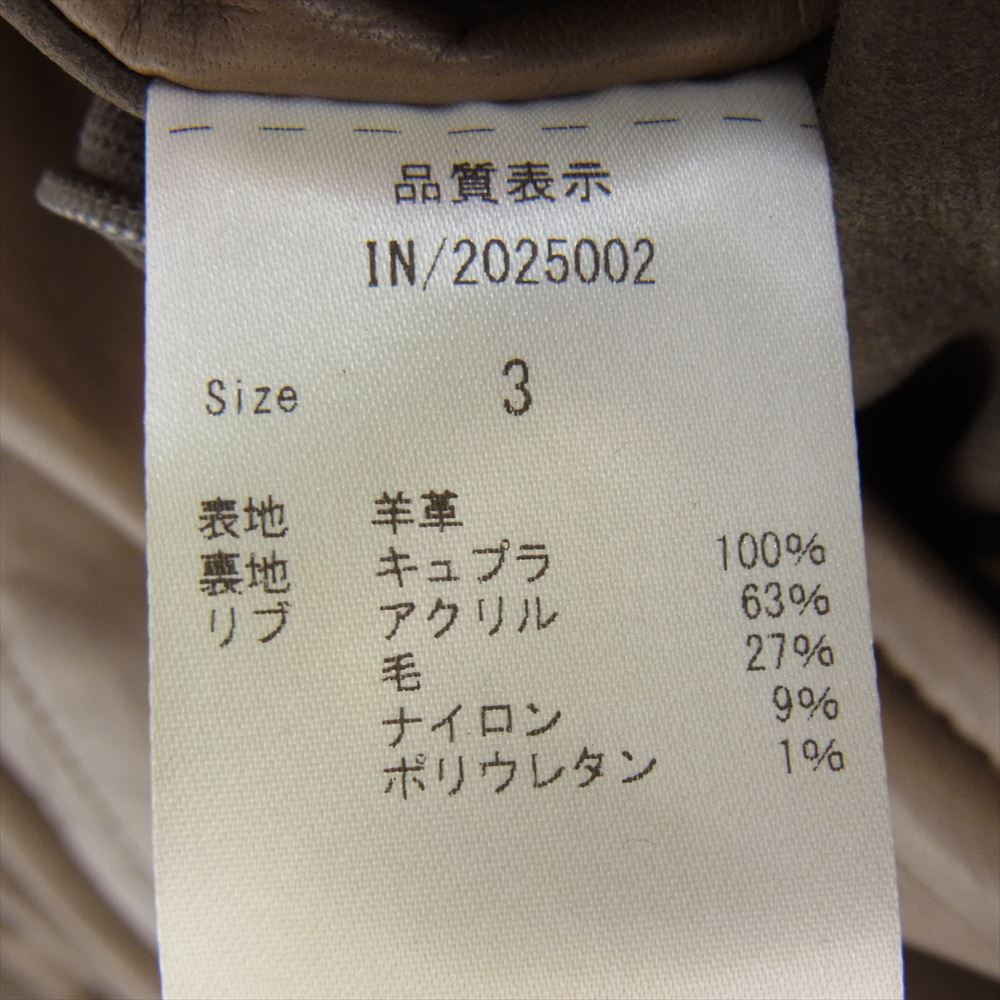 品質表示
IN/2025002
Size 3
表地 羊革
裏地 キュプラ 100%
リブ アクリル 63%
毛 27%
ナイロン 9%
ポリウレタン 1%